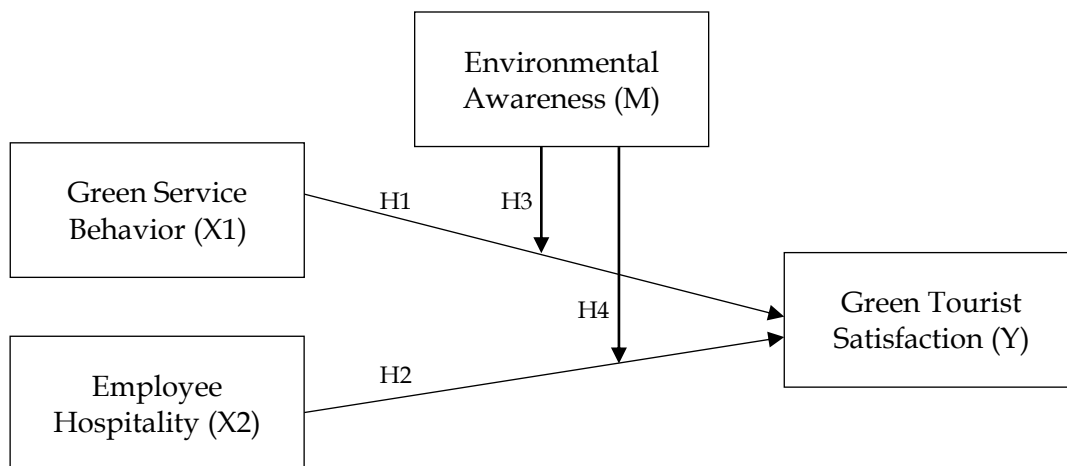 Environmental
Awareness (M)
Green Service
Behavior (X1)
H1
H3
Green Tourist
Satisfaction (Y)
H4
Employee
Hospitality (X2)
H2